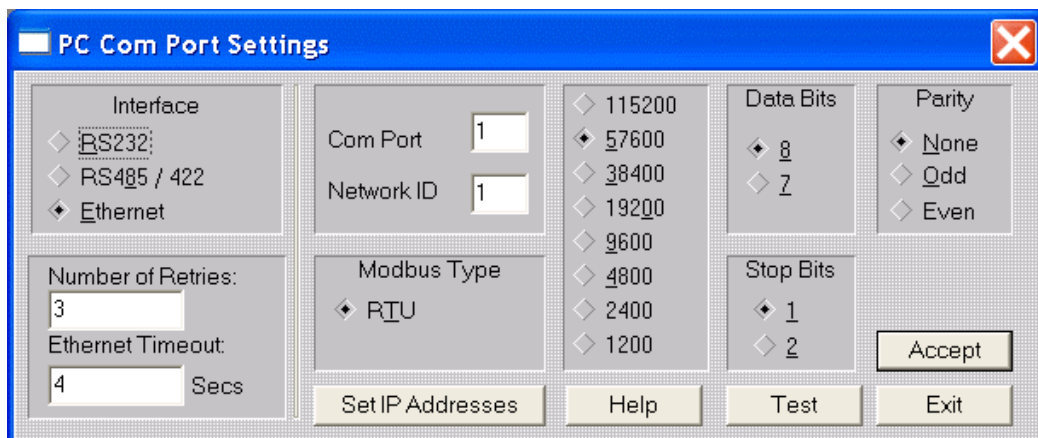 PC Com Port Settings
Interface
RS232
RS485 / 422
Ethernet
Number of Retries:
3
Ethernet Timeout:
4 Secs
Com Port 1
Network ID 1
Modbus Type
RTU
Set IP Addresses
115200
57600
38400
19200
9600
4800
2400
1200
Help
Data Bits
8
7
Stop Bits
1
2
Test
Parity
None
Odd
Even
Accept
Exit